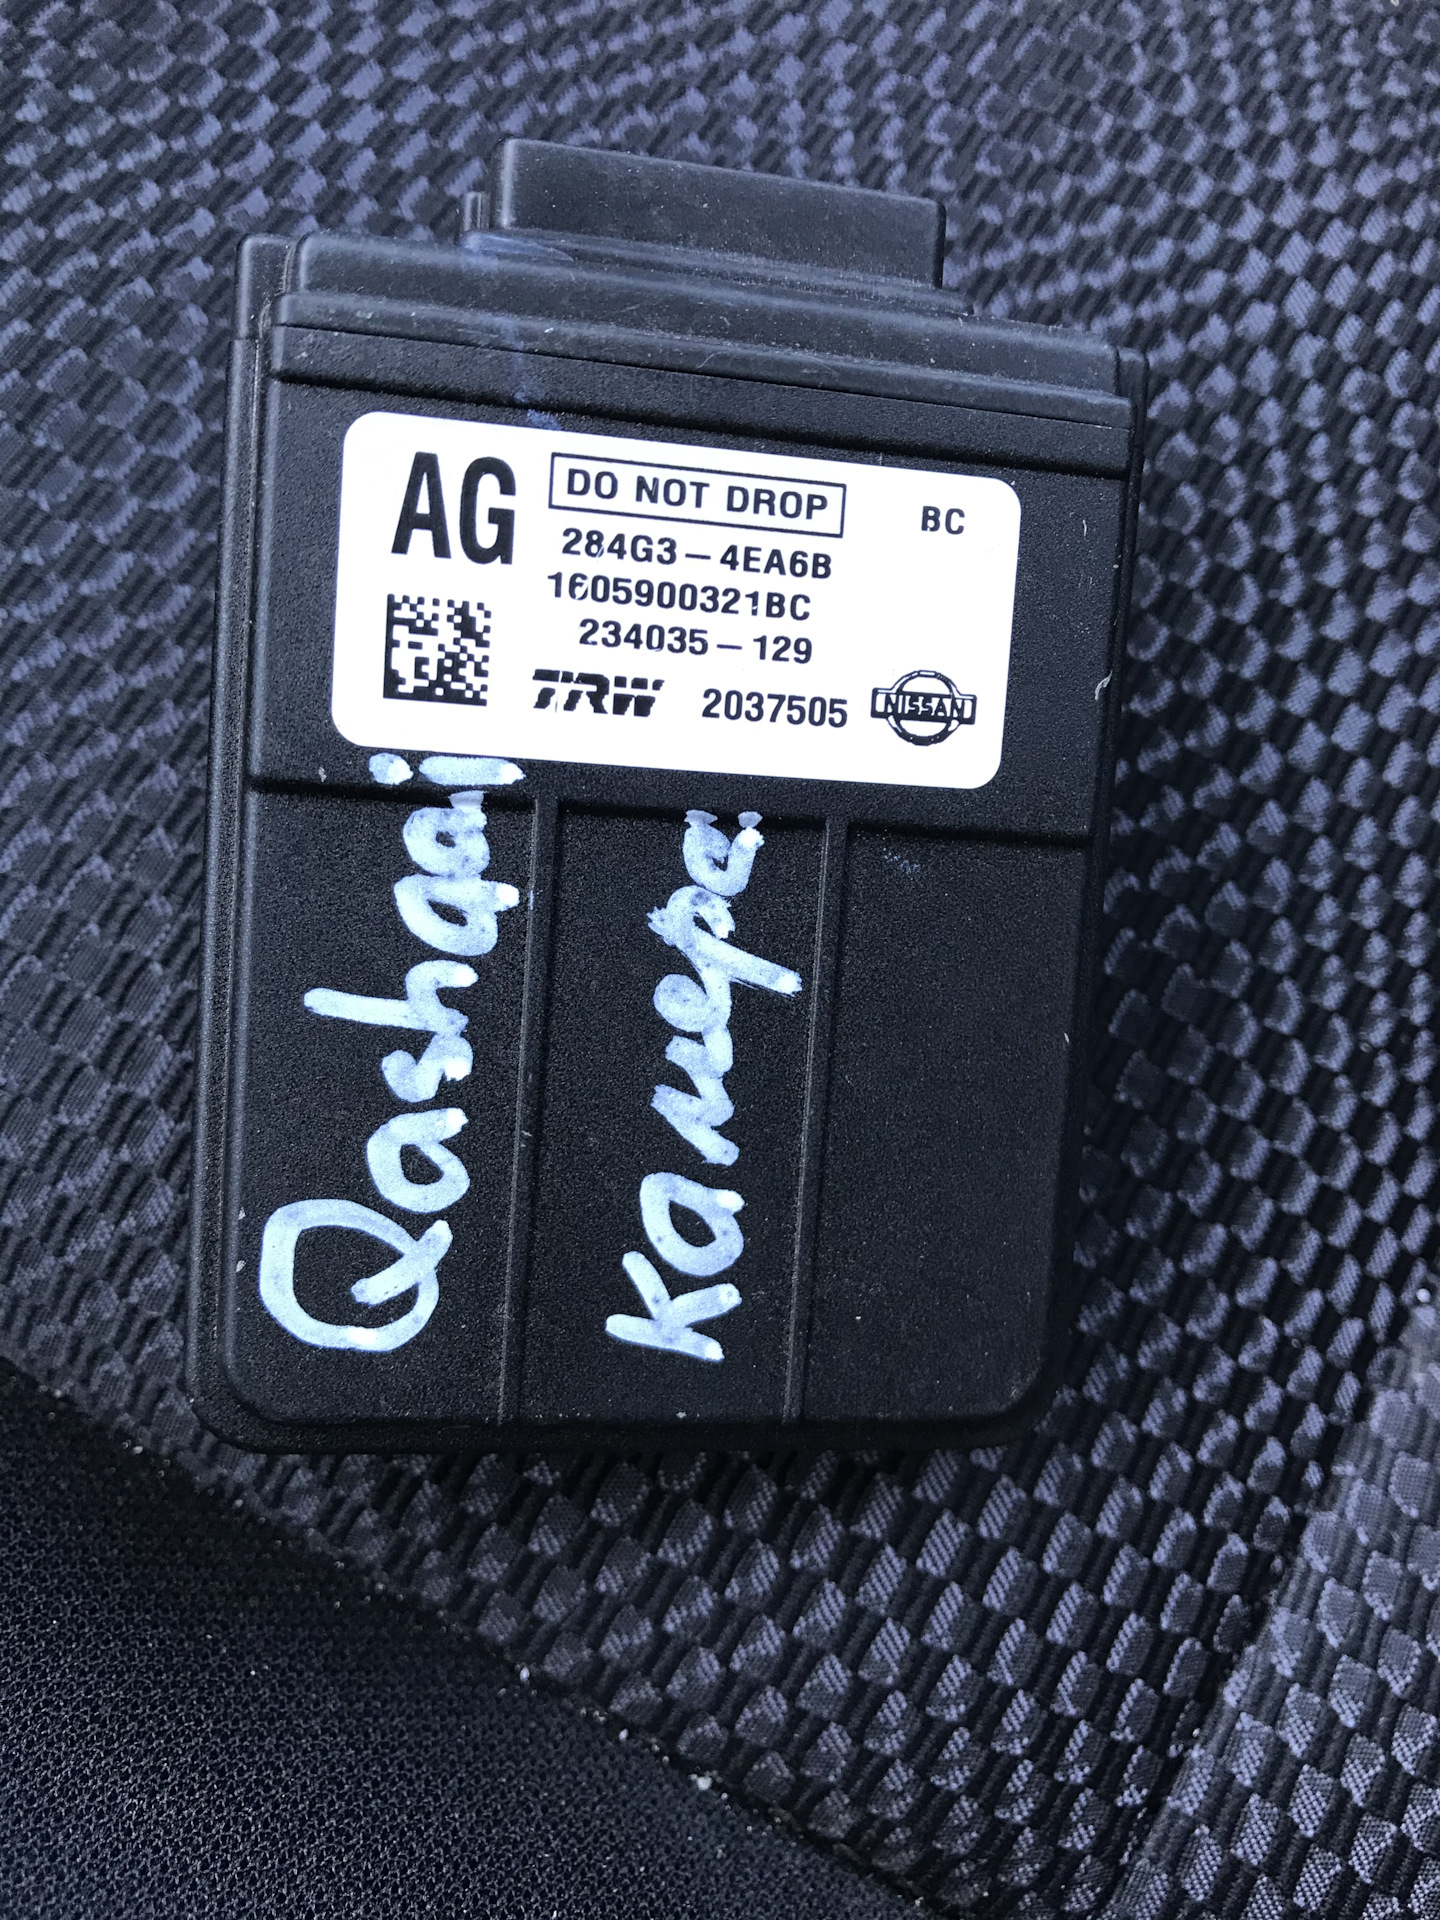 AG
DO NOT DROP
BC
284G3-4EA6B
1605900321BC
234035-129
TRW 2037505 NISSAN
Qashqai
камера